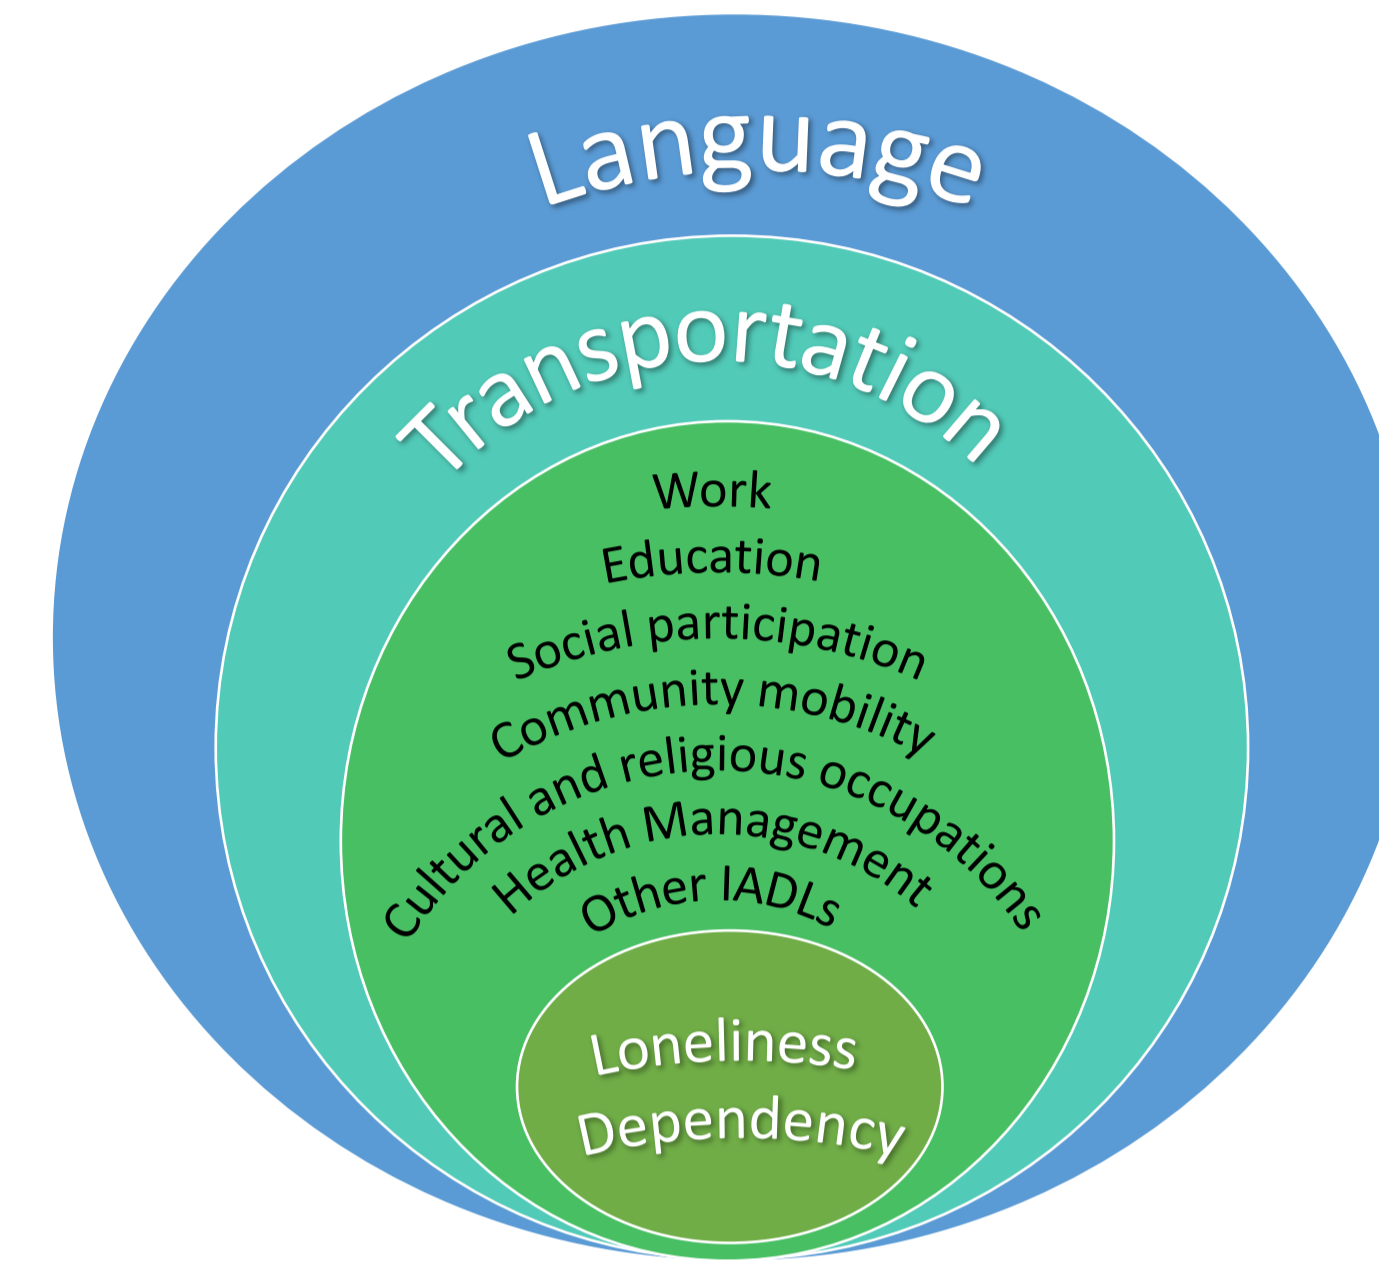 Language
Transportation
Work
Education
Social participation
Community mobility
Cultural and religious occupations
Health Management
Other IADLs
Loneliness
Dependency